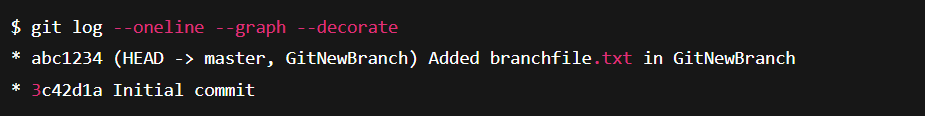 $ git log --oneline --graph --decorate
* abc1234 (HEAD -> master, GitNewBranch) Added branchfile.txt in GitNewBranch
* 3c42d1a Initial commit